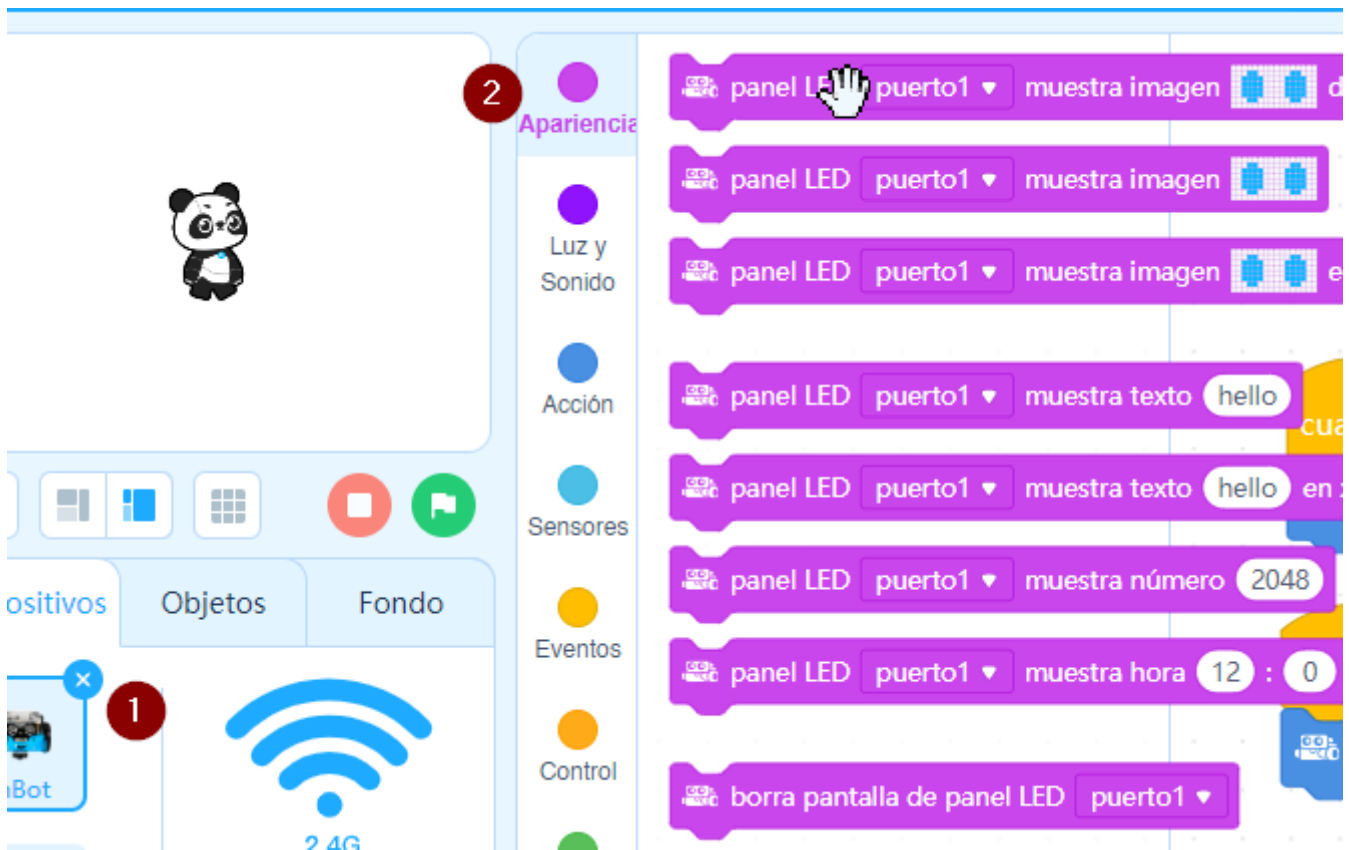 2
Apariencia
Luz y
Sonido
Acción
Sensores
Eventos
Control
panel LED puerto1 muestra imagen d
panel LED puerto1 muestra imagen
panel LED puerto1 muestra imagen e
panel LED puerto1 muestra texto hello
cua
panel LED puerto1 muestra texto hello en
panel LED puerto1 muestra número 2048
panel LED puerto1 muestra hora 12 : 0
borra pantalla de panel LED puerto1
ositivos Objetos Fondo
1
Bot
2.4G